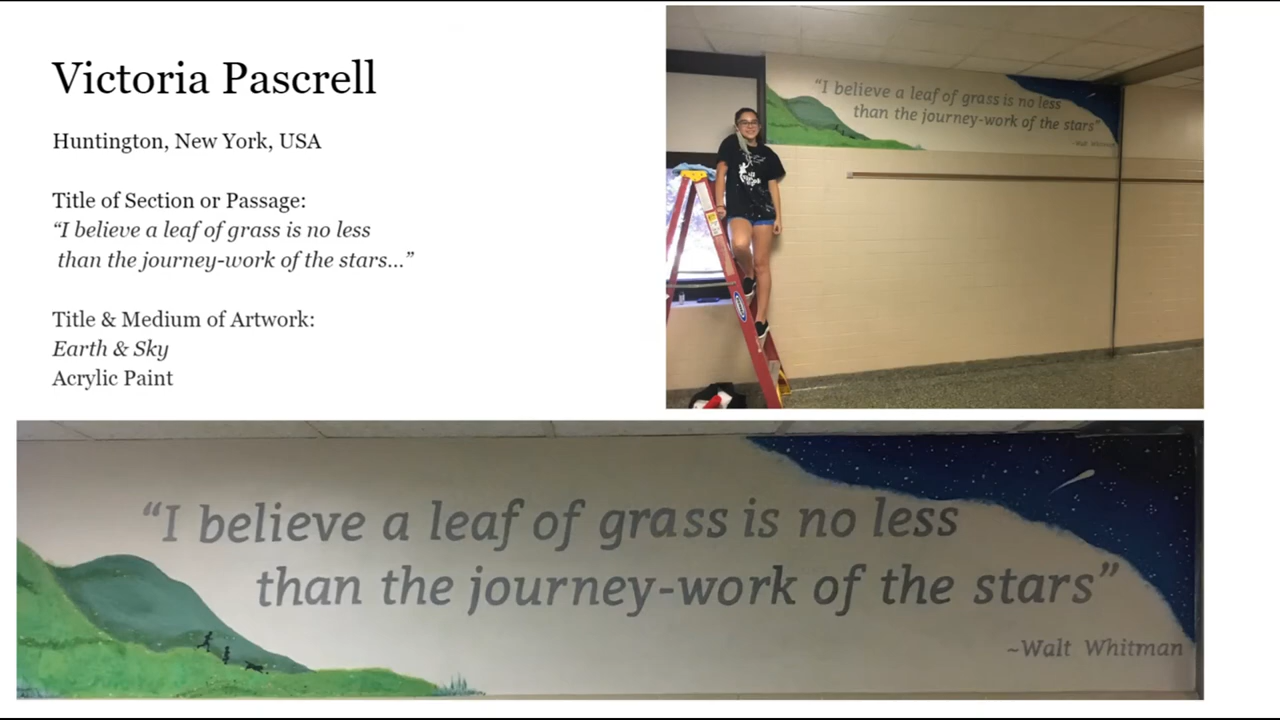 Victoria Pascrell
Huntington, New York, USA
Title of Section or Passage:
“I believe a leaf of grass is no less
than the journey-work of the stars...”
Title & Medium of Artwork:
Earth & Sky
Acrylic Paint
“I believe a leaf of grass is no less
than the journey-work of the stars”
~Walt Whitman
“I believe a leaf of grass is no less
than the journey-work of the stars”
~Walt Whitman